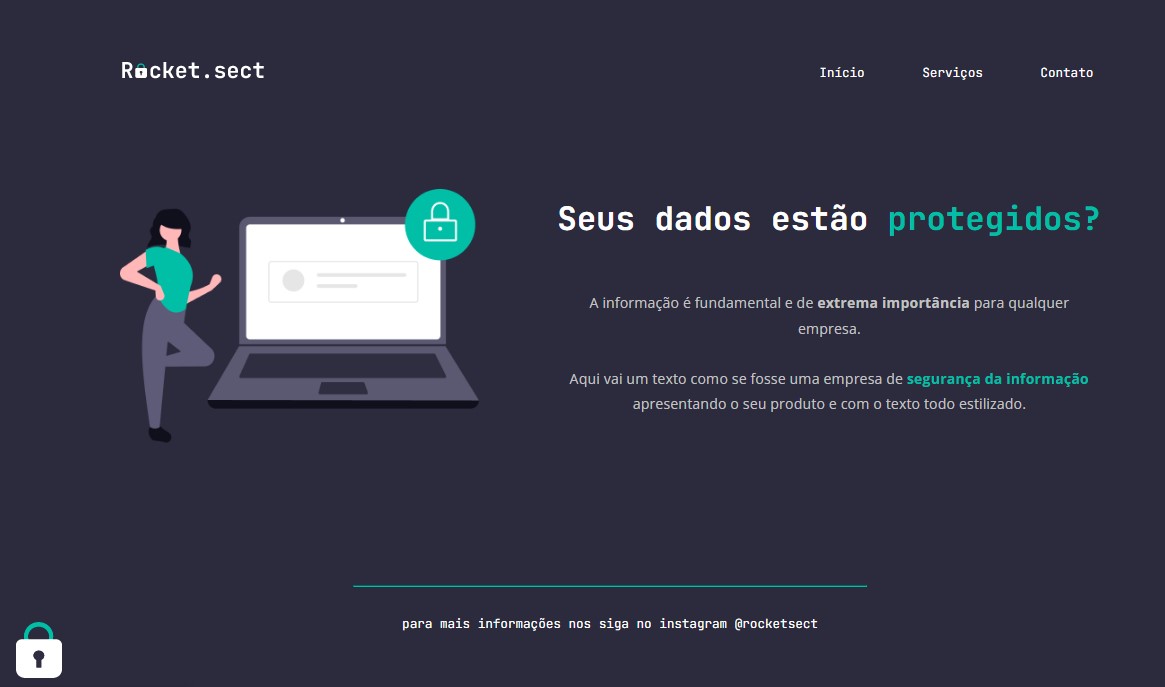 Rocket.sect
Início Serviços Contato
Seus dados estão protegidos?
A informação é fundamental e de extrema importância para qualquer
empresa.
Aqui vai um texto como se fosse uma empresa de segurança da informação
apresentando o seu produto e com o texto todo estilizado.
para mais informações nos siga no instagram @rocketsect